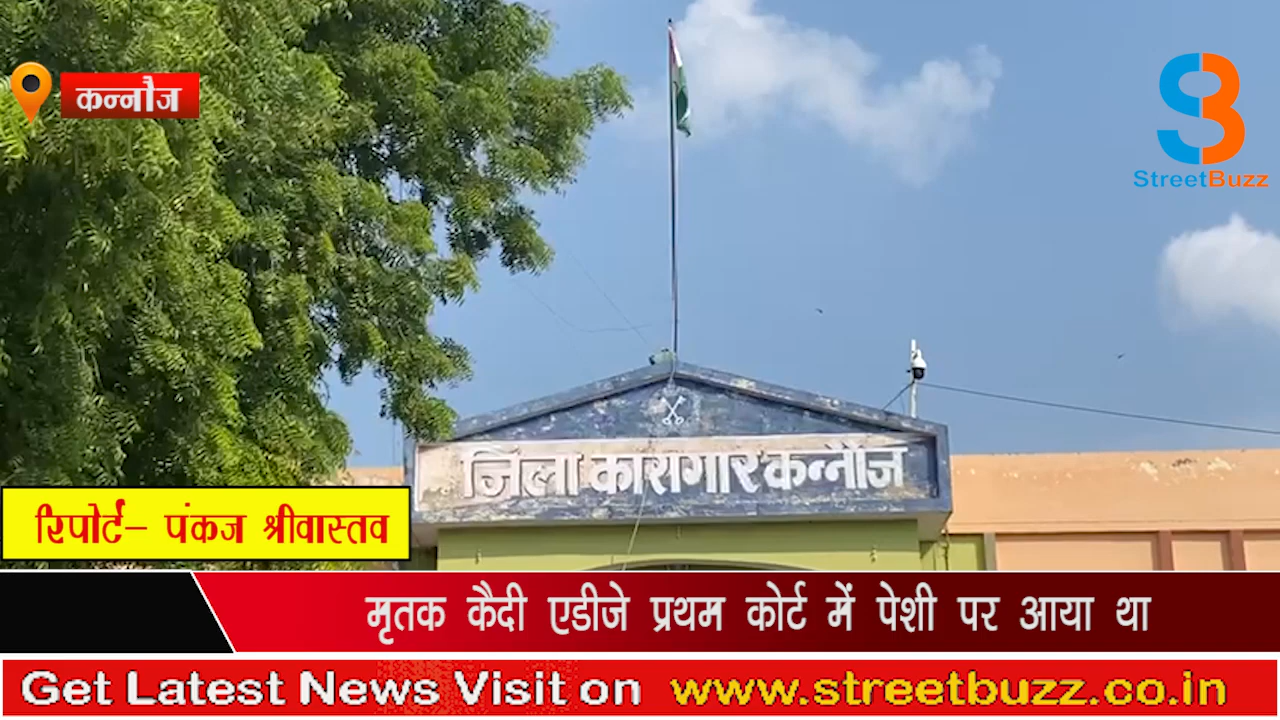 कन्नौज
StreetBuzz
जिला कारागार कन्नौज
रिपोर्ट- पंकज श्रीवास्तव
मृतक कैदी एडीजे प्रथम कोर्ट में पेशी पर आया था
Get Latest News Visit on www.streetbuzz.co.in